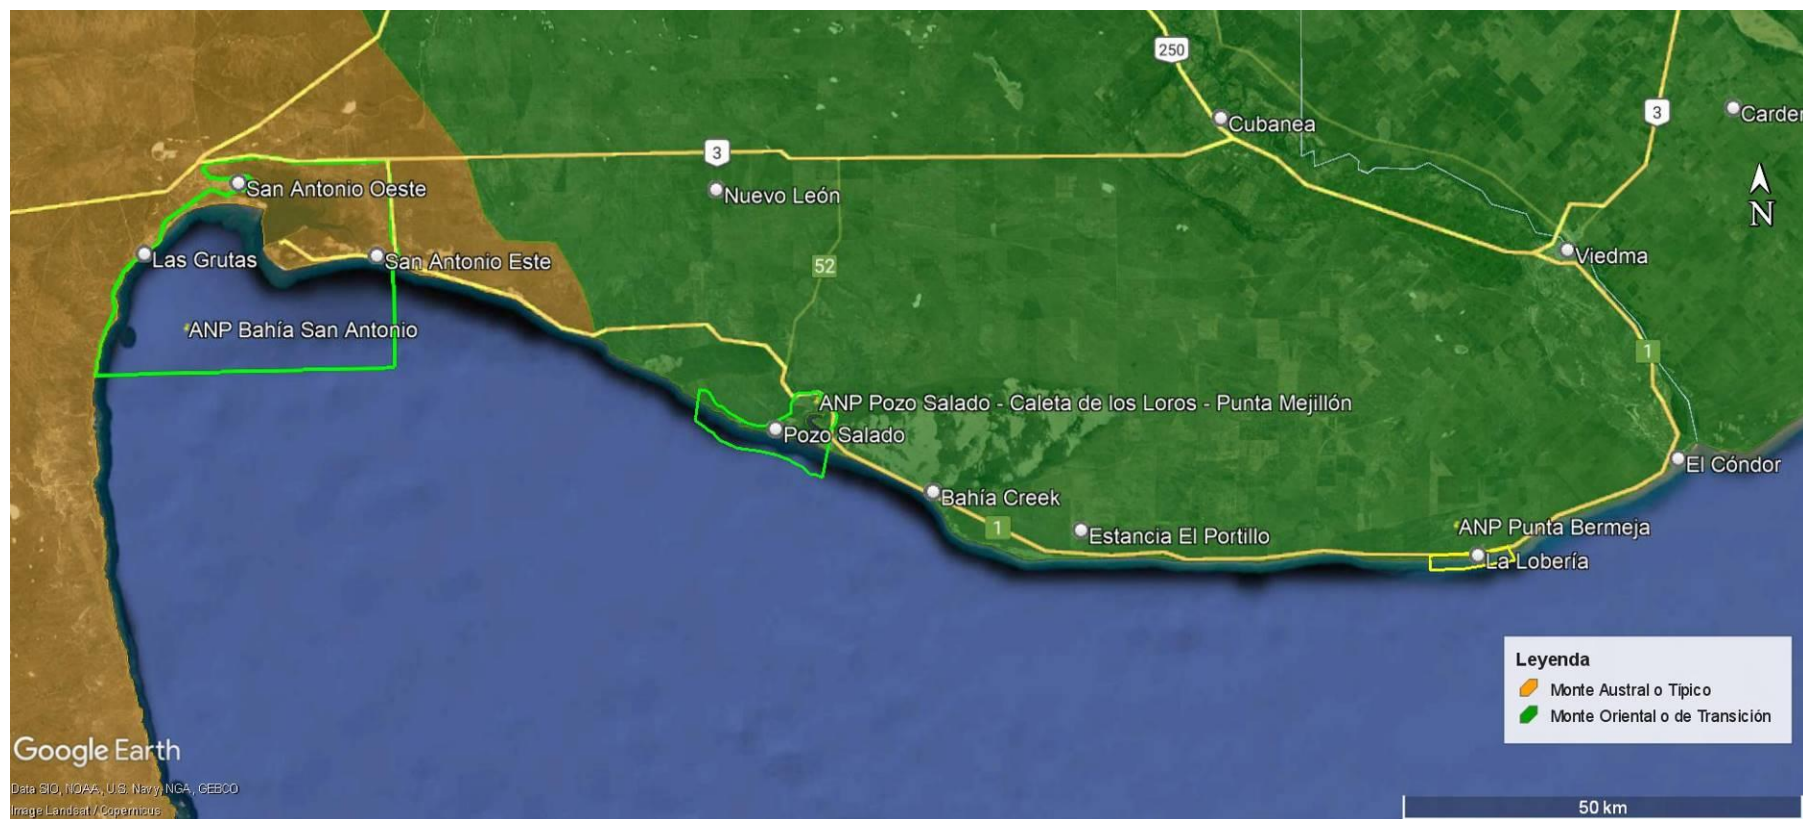 250
3
Carder
Cubanea
3
N
San Antonio Oeste
Nuevo León
Las Grutas
San Antonio Este
52
Viedma
ANP Bahía San Antonio
1
ANP Pozo Salado - Caleta de los Loros - Punta Mejillón
Pozo Salado
El Cóndor
Bahía Creek
1
Estancia El Portillo
ANP Punta Bermeja
La Lobería
Leyenda
Monte Austral o Típico
Monte Oriental o de Transición
Google Earth
Data SIO, NOAA, U.S. Navy, NGA, GEBCO
Image Landsat / Copernicus
50 km